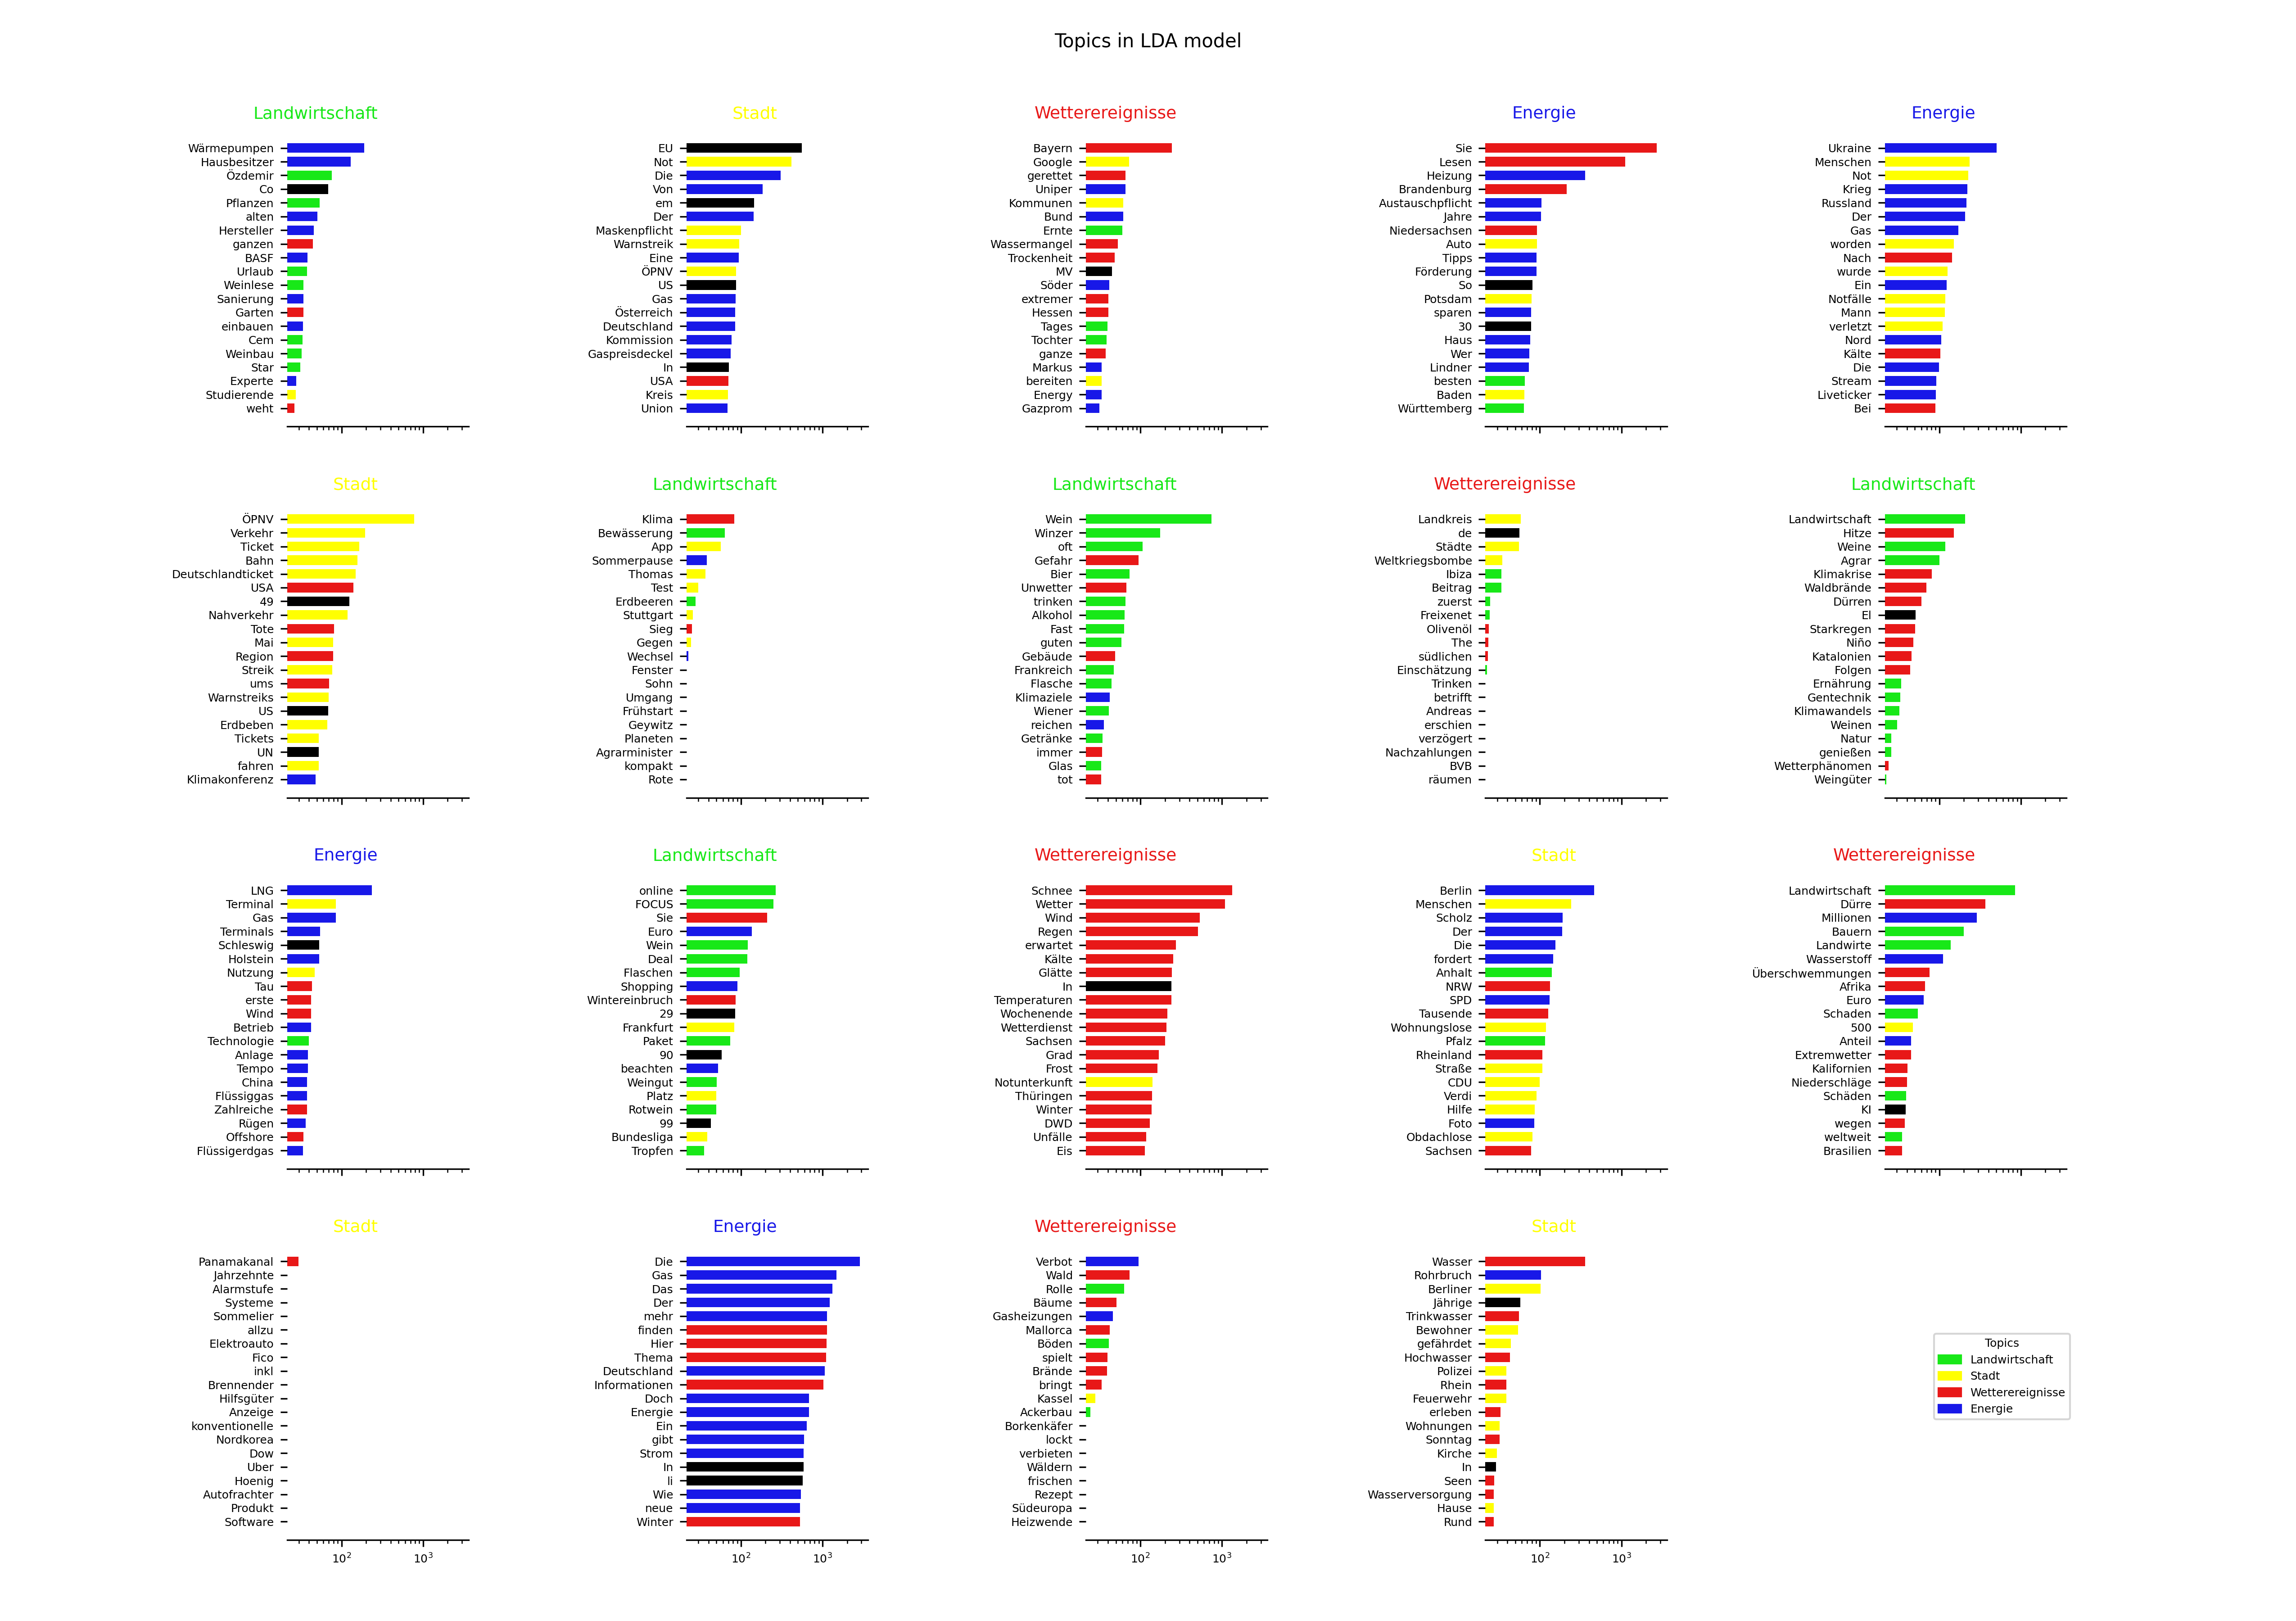 Topics in LDA model
Landwirtschaft
Wärmepumpen
Hausbesitzer
Özdemir
Co
Pflanzen
alten
Hersteller
ganzen
BASF
Urlaub
Weinlese
Sanierung
Garten
einbauen
Cem
Weinbau
Star
Experte
Studierende
weht
Stadt
EU
Not
Die
Von
em
Der
Maskenpflicht
Warnstreik
Eine
ÖPNV
US
Gas
Österreich
Deutschland
Kommission
Gaspreisdeckel
In
USA
Kreis
Union
Wetterereignisse
Bayern
Google
gerettet
Uniper
Kommunen
Bund
Ernte
Wassermangel
Trockenheit
MV
Söder
extremer
Hessen
Tages
Tochter
ganze
Markus
bereiten
Energy
Gazprom
Energie
Sie
Lesen
Heizung
Brandenburg
Austauschpflicht
Jahre
Niedersachsen
Auto
Tipps
Förderung
So
Potsdam
sparen
30
Haus
Wer
Lindner
besten
Baden
Württemberg
Energie
Ukraine
Menschen
Not
Krieg
Russland
Der
Gas
worden
Nach
wurde
Ein
Notfälle
Mann
verletzt
Nord
Kälte
Die
Stream
Liveticker
Bei
Stadt
ÖPNV
Verkehr
Ticket
Bahn
Deutschlandticket
USA
49
Nahverkehr
Tote
Mai
Region
Streik
ums
Warnstreiks
US
Erdbeben
Tickets
UN
fahren
Klimakonferenz
Landwirtschaft
Klima
Bewässerung
App
Sommerpause
Thomas
Test
Erdbeeren
Stuttgart
Sieg
Gegen
Wechsel
Fenster
Sohn
Umgang
Frühstart
Geywitz
Planeten
Agrarminister
kompakt
Rote
Landwirtschaft
Wein
Winzer
oft
Gefahr
Bier
Unwetter
trinken
Alkohol
Fast
guten
Gebäude
Frankreich
Flasche
Klimaziele
Wiener
reichen
Getränke
immer
Glas
tot
Wetterereignisse
Landkreis
de
Städte
Weltkriegsbombe
Ibiza
Beitrag
zuerst
Freixenet
Olivenöl
The
südlichen
Einschätzung
Trinken
betrifft
Andreas
erschien
verzögert
Nachzahlungen
BVB
räumen
Landwirtschaft
Landwirtschaft
Hitze
Weine
Agrar
Klimakrise
Waldbrände
Dürren
El
Starkregen
Niño
Katalonien
Folgen
Ernährung
Gentechnik
Klimawandels
Weinen
Natur
genießen
Wetterphänomen
Weingüter
Energie
LNG
Terminal
Gas
Terminals
Schleswig
Holstein
Nutzung
Tau
erste
Wind
Betrieb
Technologie
Anlage
Tempo
China
Flüssiggas
Zahlreiche
Rügen
Offshore
Flüssigerdgas
Landwirtschaft
online
FOCUS
Sie
Euro
Wein
Deal
Flaschen
Shopping
Wintereinbruch
29
Frankfurt
Paket
90
beachten
Weingut
Platz
Rotwein
99
Bundesliga
Tropfen
Wetterereignisse
Schnee
Wetter
Wind
Regen
erwartet
Kälte
Glätte
In
Temperaturen
Wochenende
Wetterdienst
Sachsen
Grad
Frost
Notunterkunft
Thüringen
Winter
DWD
Unfälle
Eis
Stadt
Berlin
Menschen
Scholz
Der
Die
fordert
Anhalt
NRW
SPD
Tausende
Wohnungslose
Pfalz
Rheinland
Straße
CDU
Verdi
Hilfe
Foto
Obdachlose
Sachsen
Wetterereignisse
Landwirtschaft
Dürre
Millionen
Bauern
Landwirte
Wasserstoff
Überschwemmungen
Afrika
Euro
Schaden
500
Anteil
Extremwetter
Kalifornien
Niederschläge
Schäden
KI
wegen
weltweit
Brasilien
Stadt
Panamakanal
Jahrzehnte
Alarmstufe
Systeme
Sommelier
allzu
Elektroauto
Fico
inkl
Brennender
Hilfsgüter
Anzeige
konventionelle
Nordkorea
Dow
Uber
Hoenig
Autofrachter
Produkt
Software
10² 10³
Energie
Die
Gas
Das
Der
mehr
finden
Hier
Thema
Deutschland
Informationen
Doch
Energie
Ein
gibt
Strom
In
li
Wie
neue
Winter
10² 10³
Wetterereignisse
Verbot
Wald
Rolle
Bäume
Gasheizungen
Mallorca
Böden
spielt
Brände
bringt
Kassel
Ackerbau
Borkenkäfer
lockt
verbieten
Wäldern
frischen
Rezept
Südeuropa
Heizwende
10² 10³
Stadt
Wasser
Rohrbruch
Berliner
Jährige
Trinkwasser
Bewohner
gefährdet
Hochwasser
Polizei
Rhein
Feuerwehr
erleben
Wohnungen
Sonntag
Kirche
In
Seen
Wasserversorgung
Hause
Rund
10² 10³
Topics
Landwirtschaft
Stadt
Wetterereignisse
Energie